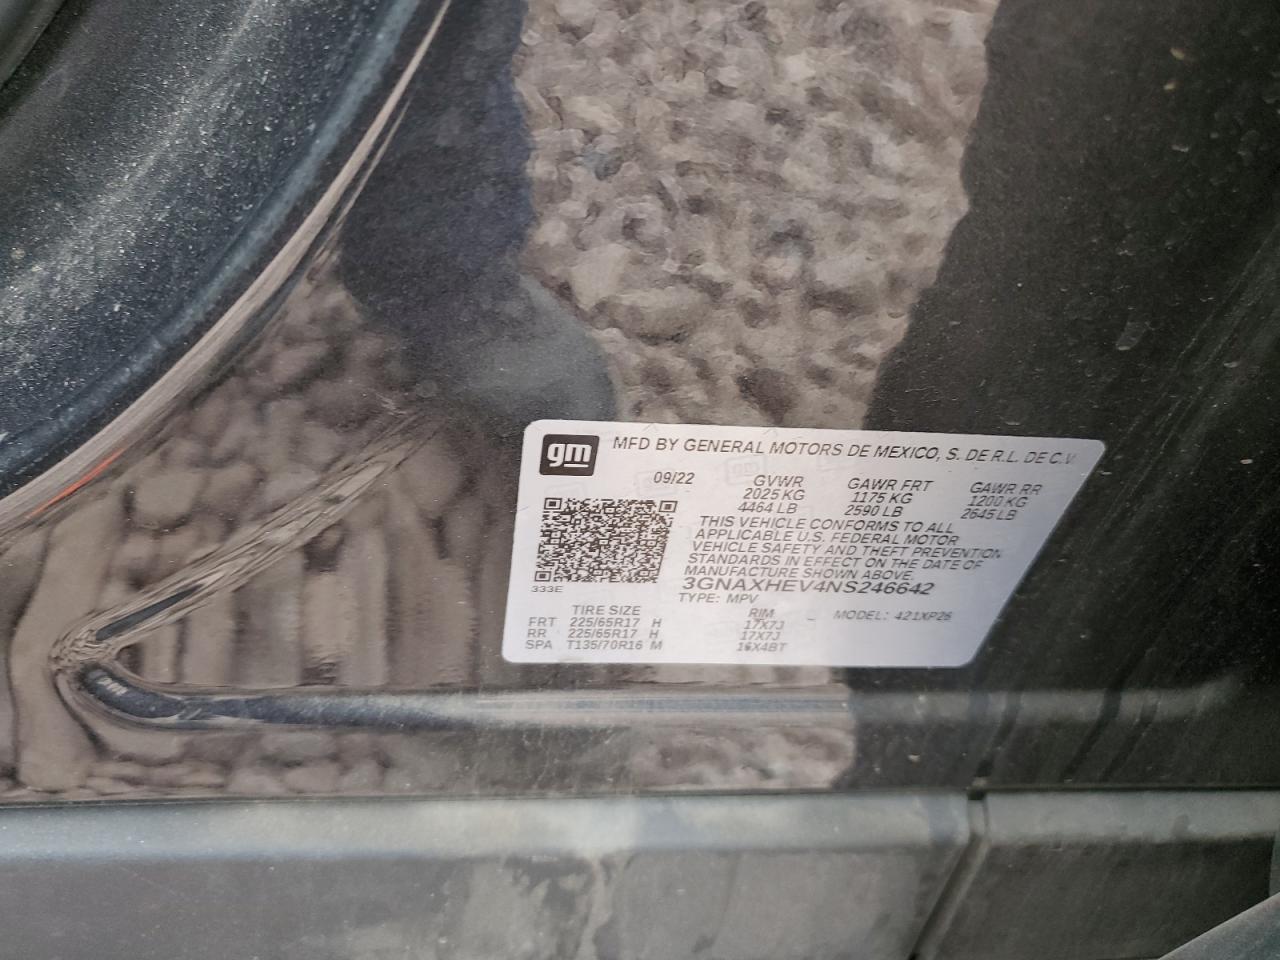 gm MFD BY GENERAL MOTORS DE MEXICO, S. DE R.L. DE C.V.
09/22 GVWR GAWR FRT GAWR RR
2025 KG 1175 KG 1200 KG
4464 LB 2590 LB 2645 LB
THIS VEHICLE CONFORMS TO ALL
APPLICABLE U.S. FEDERAL MOTOR
VEHICLE SAFETY AND THEFT PREVENTION
STANDARDS IN EFFECT ON THE DATE OF
MANUFACTURE SHOWN ABOVE.
333E 3GNAXHEV4NS246642
TYPE: MPV MODEL: 421XP26
TIRE SIZE RIM
FRT 225/65R17 H 17X7J
RR 225/65R17 H 17X7J
SPA T135/70R16 M 16X4BT